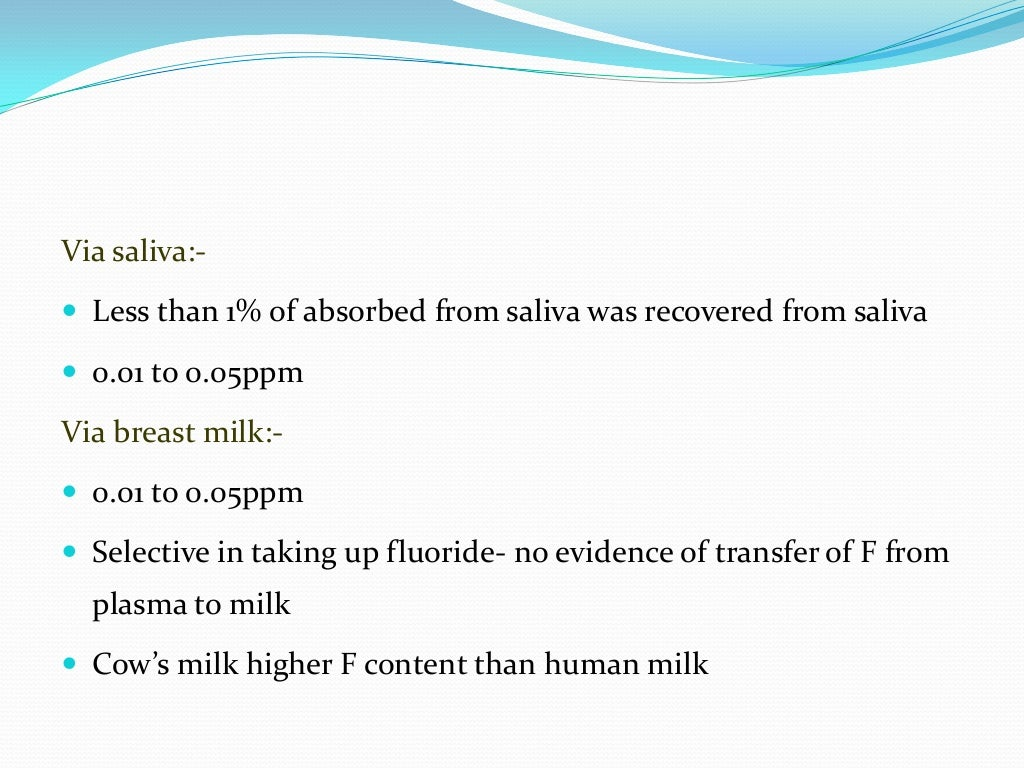 Via saliva:-
• Less than 1% of absorbed from saliva was recovered from saliva
• 0.01 to 0.05ppm
Via breast milk:-
• 0.01 to 0.05ppm
• Selective in taking up fluoride- no evidence of transfer of F from
plasma to milk
• Cow’s milk higher F content than human milk